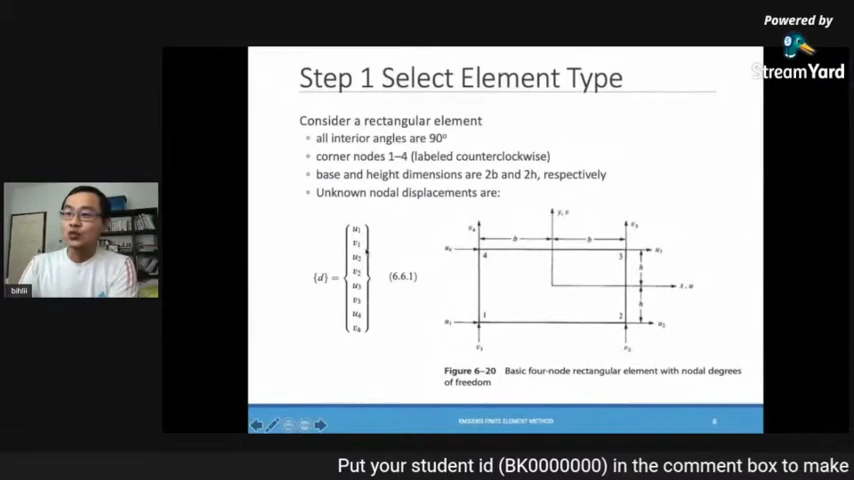 Powered by
StreamYard
Step 1 Select Element Type
Consider a rectangular element
all interior angles are 90°
corner nodes 1–4 (labeled counterclockwise)
base and height dimensions are 2b and 2h, respectively
Unknown nodal displacements are:
{d} =
u₁
v₁
u₂
v₂
u₃
v₃
u₄
v₄
(6.6.1)
y, v
v₄
v₃
b
b
u₄
4
3
u₃
h
x, u
h
u₁
1
2
u₂
v₁
v₂
Figure 6–20 Basic four-node rectangular element with nodal degrees
of freedom
FINITE ELEMENT METHOD
6
bihlii
Put your student id (BK0000000) in the comment box to make